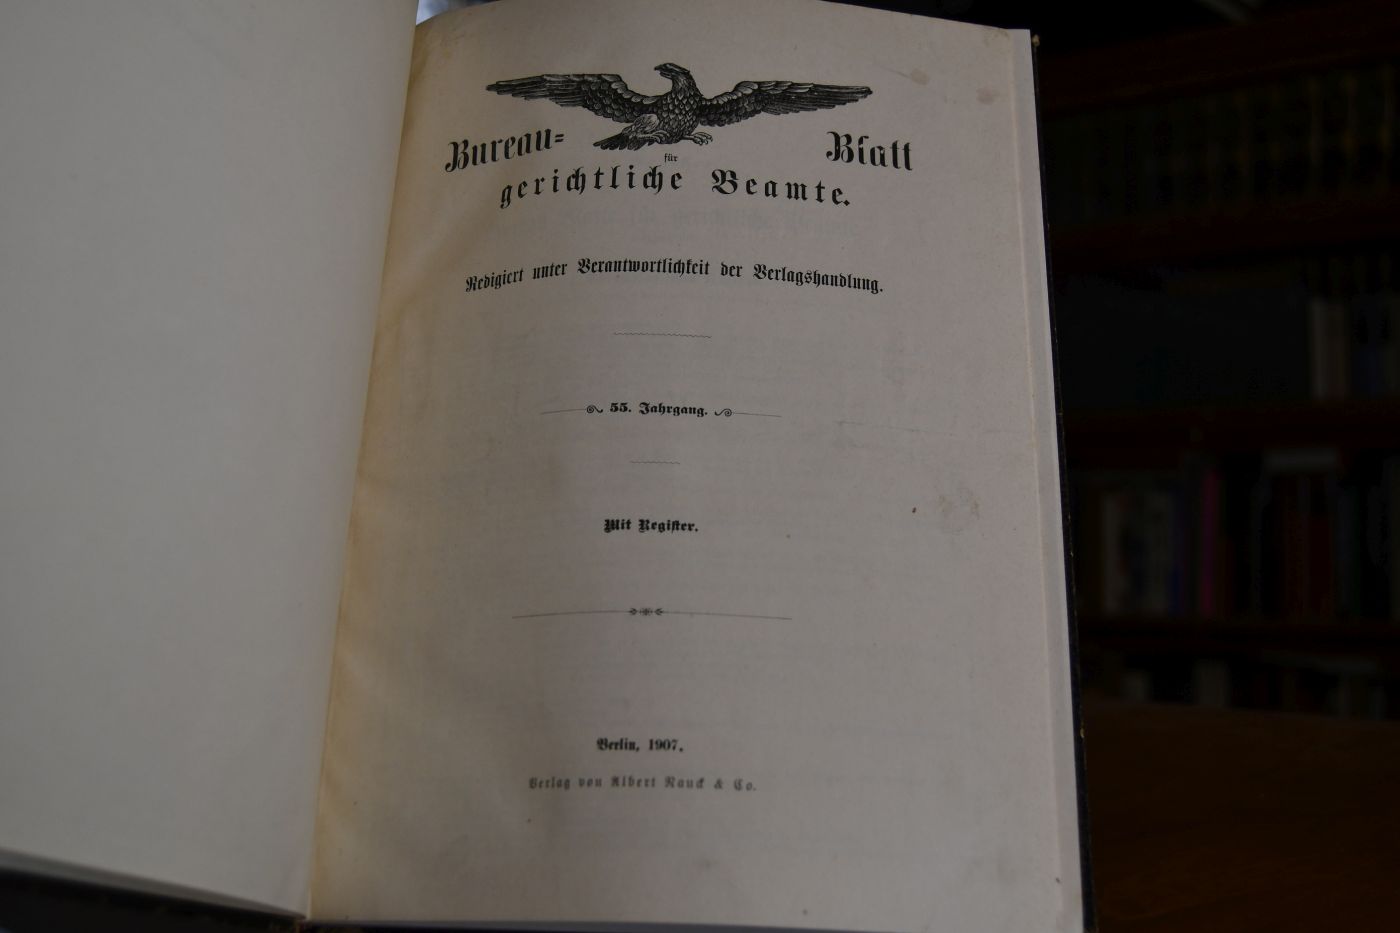 Bureau= Blatt
für
gerichtliche Beamte.
Redigiert unter Verantwortlichkeit der Verlagshandlung.
55. Jahrgang.
Mit Register.
Berlin, 1907.
Verlag von Albert Nauck & Co.